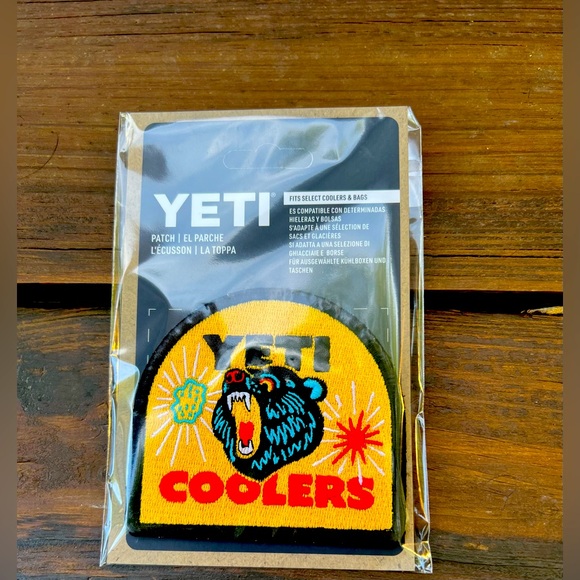 YETI
PATCH | EL PARCHE
L'ÉCUSSON | LA TOPPA
FITS SELECT COOLERS & BAGS
ES COMPATIBLE CON DETERMINADAS
HIELERAS Y BOLSAS
S'ADAPTE À UNE SÉLECTION DE
SACS ET GLACIÈRES
SI ADATTA A UNA SELEZIONE DI
GHIACCIAIE E BORSE
FÜR AUSGEWÄHLTE KÜHLBOXEN UND
TASCHEN
YETI
COOLERS